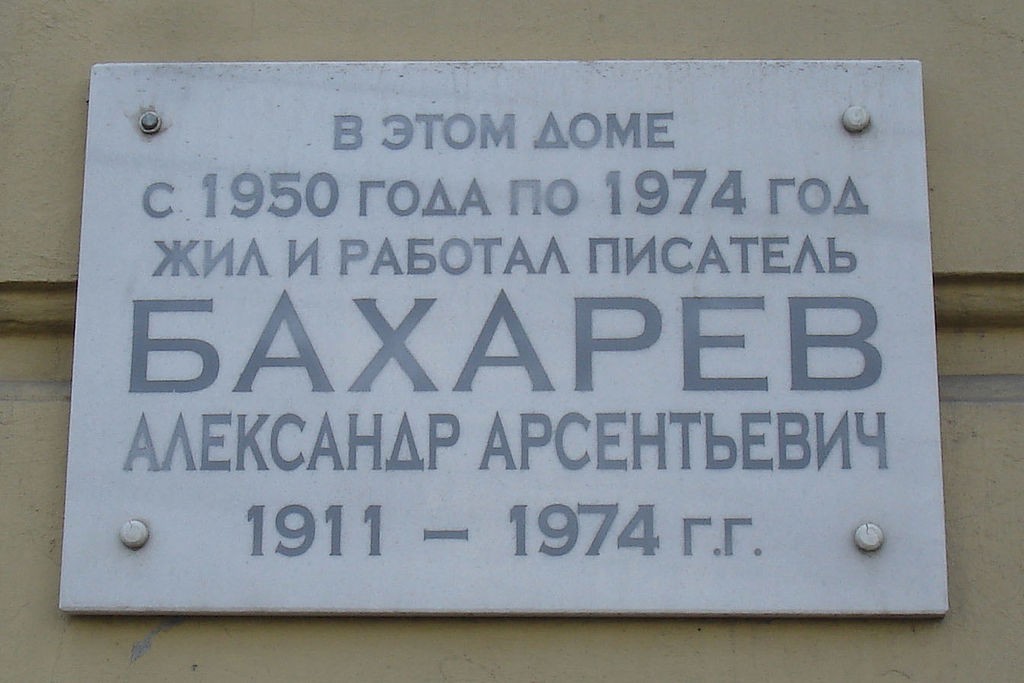 В ЭТОМ ДОМЕ
С 1950 ГОДА ПО 1974 ГОД
ЖИЛ И РАБОТАЛ ПИСАТЕЛЬ
БАХАРЕВ
АЛЕКСАНДР АРСЕНТЬЕВИЧ
1911 – 1974 Г.Г.